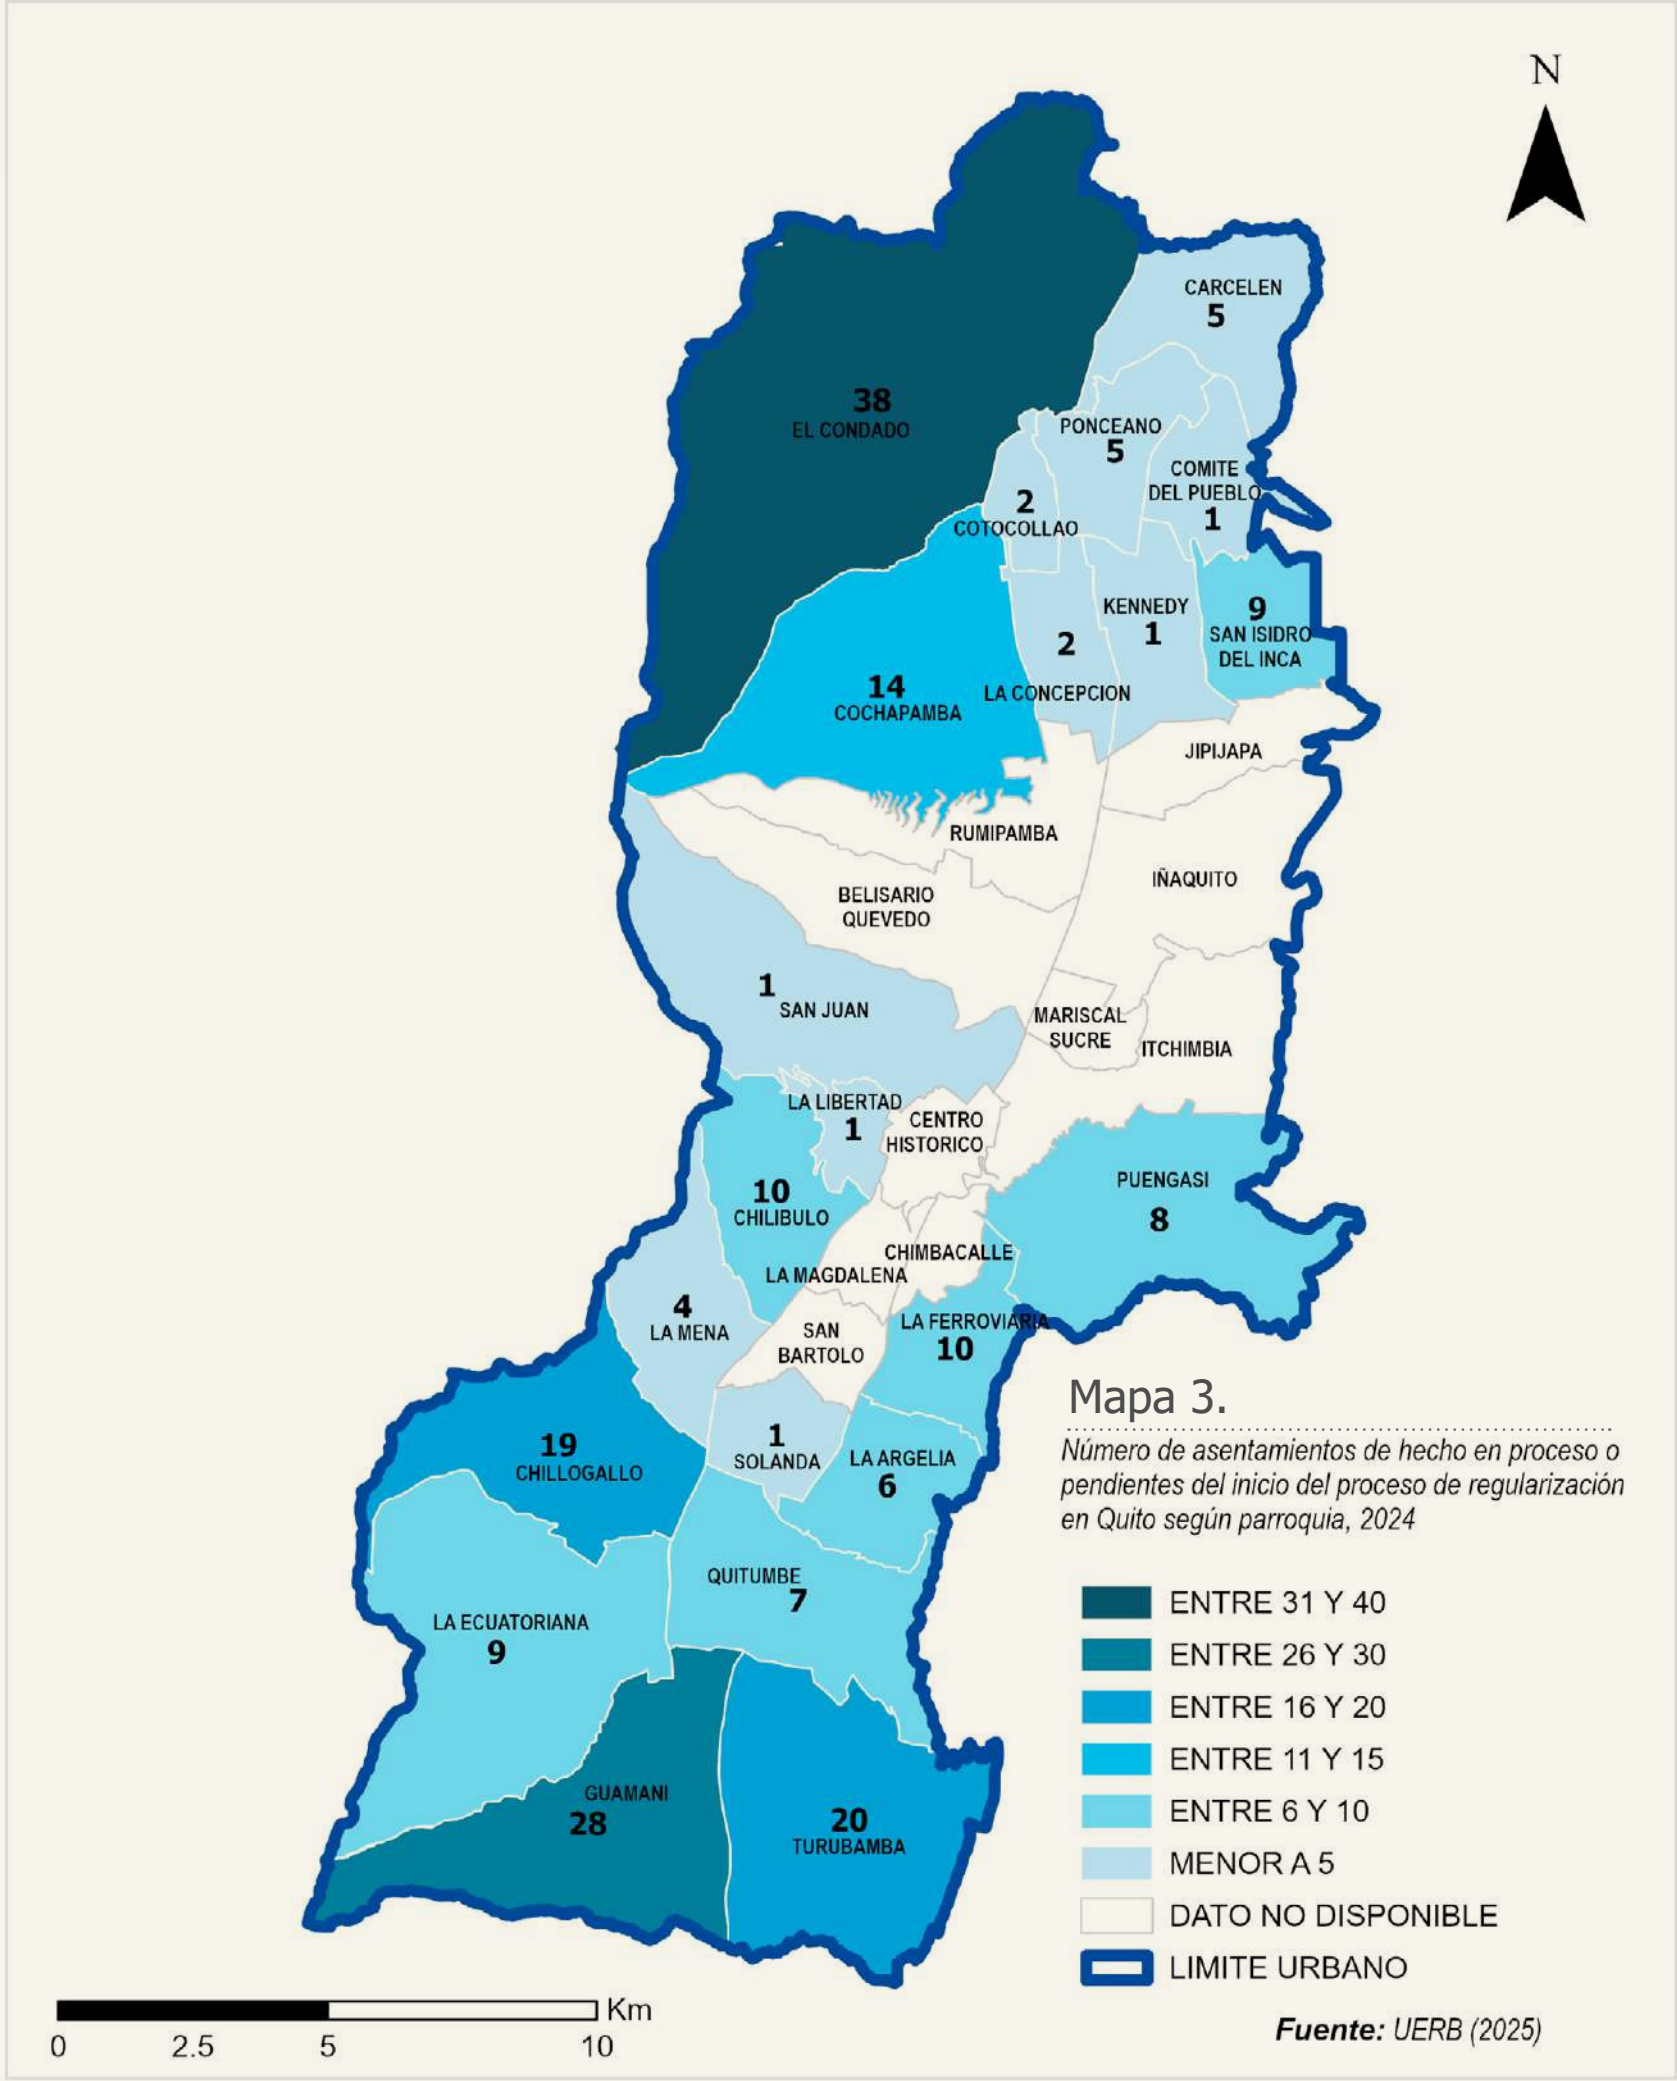 N
CARCELEN
5
38
EL CONDADO
PONCEANO
5
COMITE
DEL PUEBLO
1
2
COTOCOLLAO
KENNEDY
1
9
SAN ISIDRO
DEL INCA
2
LA CONCEPCION
14
COCHAPAMBA
JIPIJAPA
RUMIPAMBA
IÑAQUITO
BELISARIO
QUEVEDO
1
SAN JUAN
MARISCAL
SUCRE
ITCHIMBIA
LA LIBERTAD
1
CENTRO
HISTORICO
PUENGASI
8
10
CHILIBULO
CHIMBACALLE
LA MAGDALENA
4
LA MENA
SAN
BARTOLO
LA FERROVIARIA
10
19
CHILLOGALLO
1
SOLANDA
LA ARGELIA
6
QUITUMBE
7
LA ECUATORIANA
9
GUAMANI
28
20
TURUBAMBA
Mapa 3.
Número de asentamientos de hecho en proceso o
pendientes del inicio del proceso de regularización
en Quito según parroquia, 2024
ENTRE 31 Y 40
ENTRE 26 Y 30
ENTRE 16 Y 20
ENTRE 11 Y 15
ENTRE 6 Y 10
MENOR A 5
DATO NO DISPONIBLE
LIMITE URBANO
Km
0 2.5 5 10
Fuente: UERB (2025)